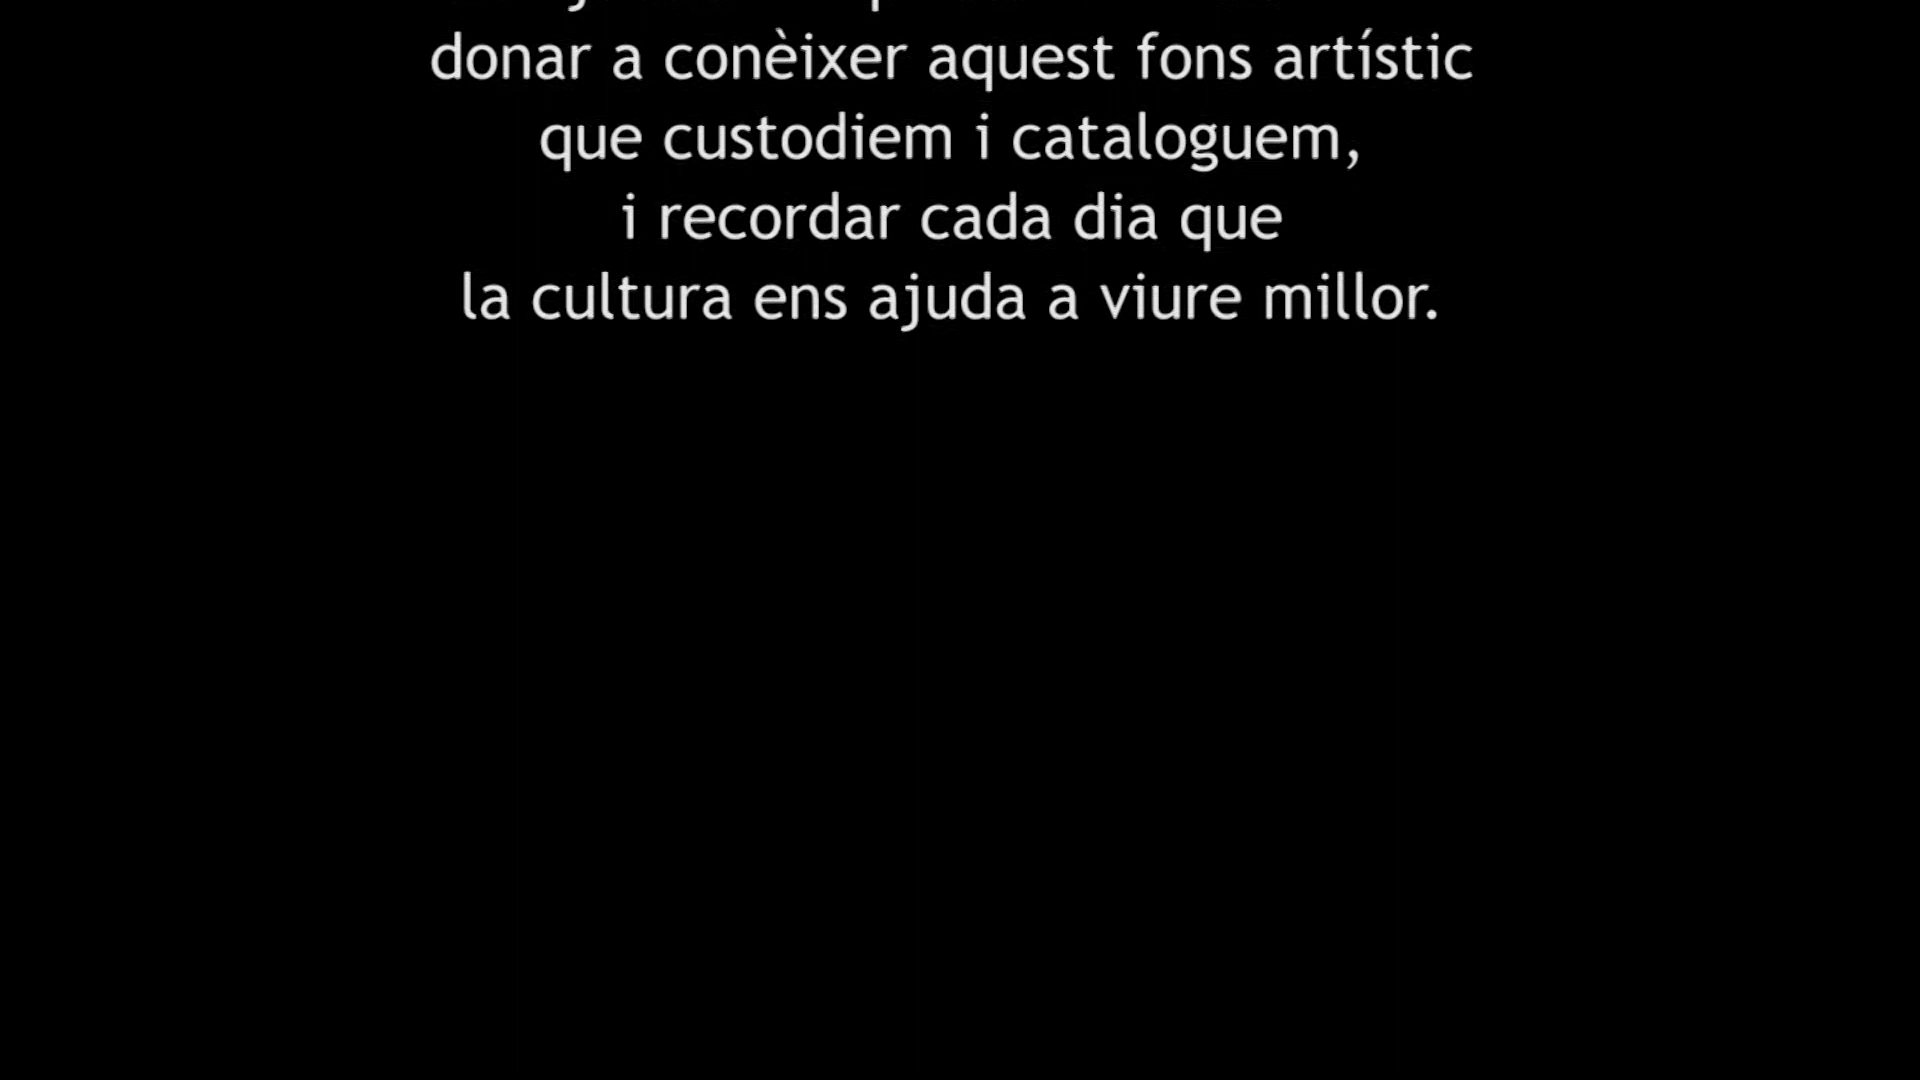 donar a conèixer aquest fons artístic
que custodiem i cataloguem,
i recordar cada dia que
la cultura ens ajuda a viure millor.